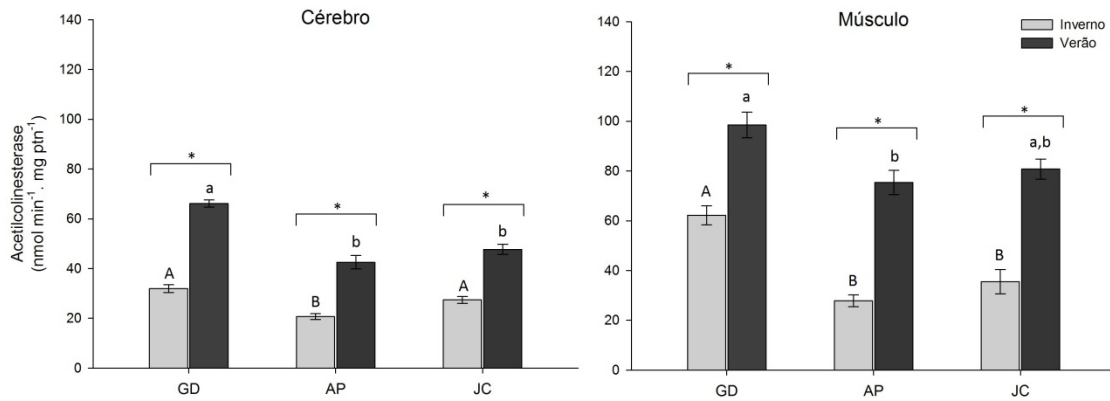 Cérebro
Acetilcolinesterase
(nmol min⁻¹. mg ptn⁻¹)
140
120
100
80
60
40
20
0
*
a
A
*
b
B
*
b
A
GD
AP
JC
Músculo
Inverno
Verão
140
120
100
80
60
40
20
0
*
a
A
*
b
B
*
a,b
B
GD
AP
JC